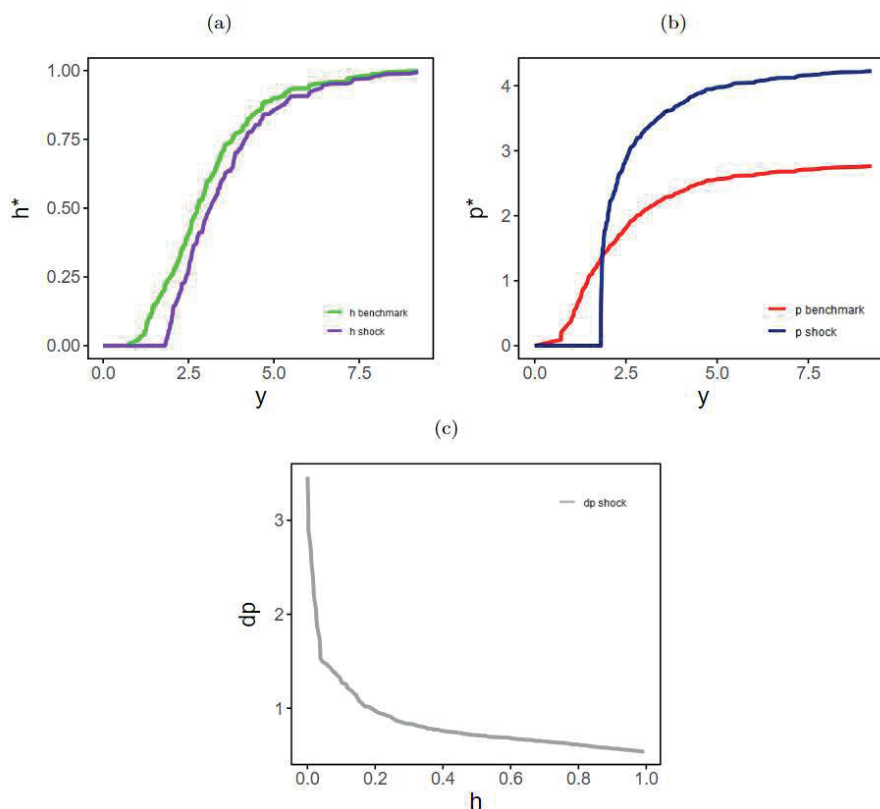 (a)
h*
1.00
0.75
0.50
0.25
0.00
h benchmark
h shock
0.0 2.5 5.0 7.5
y
(b)
p*
4
3
2
1
0
p benchmark
p shock
0.0 2.5 5.0 7.5
y
(c)
dp
3
2
1
dp shock
0.0 0.2 0.4 0.6 0.8 1.0
h